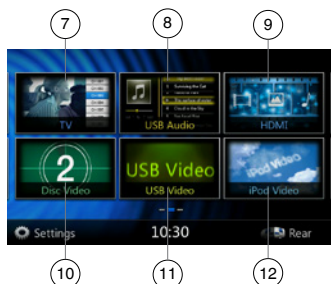 7 8 9
TV USB Audio HDMI
2 USB Video
Disc Video USB Video iPod Video
Settings 10:30 Rear
10 11 12